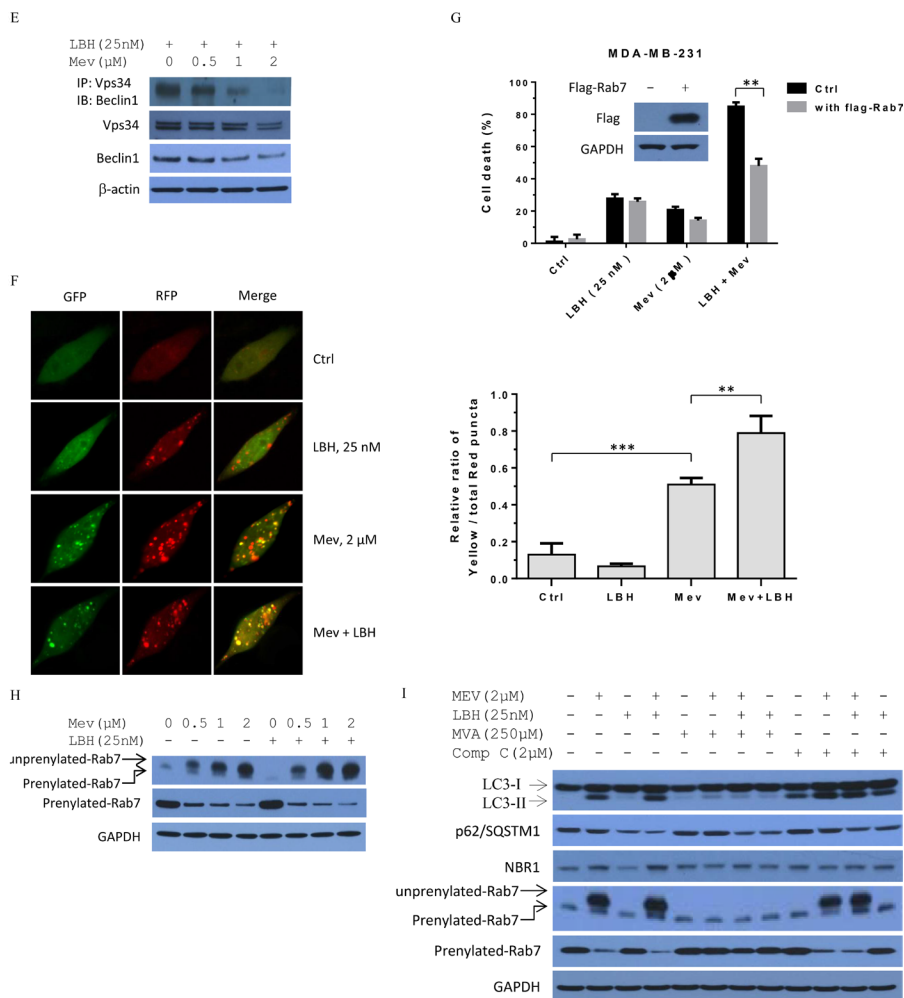 E
LBH(25nM) + + + +
Mev(μM) 0 0.5 1 2
IP: Vps34
IB: Beclin1
Vps34
Beclin1
β-actin
G
MDA-MB-231
Flag-Rab7 – +
Flag
GAPDH
**
Ctrl
with flag-Rab7
Cell death (%)
100
80
60
40
20
0
Ctrl
LBH (25 nM)
LBH + Mev
F
GFP RFP Merge
Ctrl
LBH, 25 nM
Mev, 2 μM
Mev + LBH
Relative ratio of
Yellow / total Red puncta
1.0
0.8
0.6
0.4
0.2
0.0
***
**
Ctrl LBH Mev Mev+LBH
H
Mev(μM) 0 0.5 1 2 0 0.5 1 2
LBH(25nM) – – – – + + + +
unprenylated-Rab7
Prenylated-Rab7
Prenylated-Rab7
GAPDH
I
MEV(2μM) – + – + – + + – – + + –
LBH(25nM) – – + + – – + + – – + +
MVA(250μM) – – – – + + + + – – – –
Comp C(2μM) – – – – – – – – + + + +
LC3-I
LC3-II
p62/SQSTM1
NBR1
unprenylated-Rab7
Prenylated-Rab7
Prenylated-Rab7
GAPDH